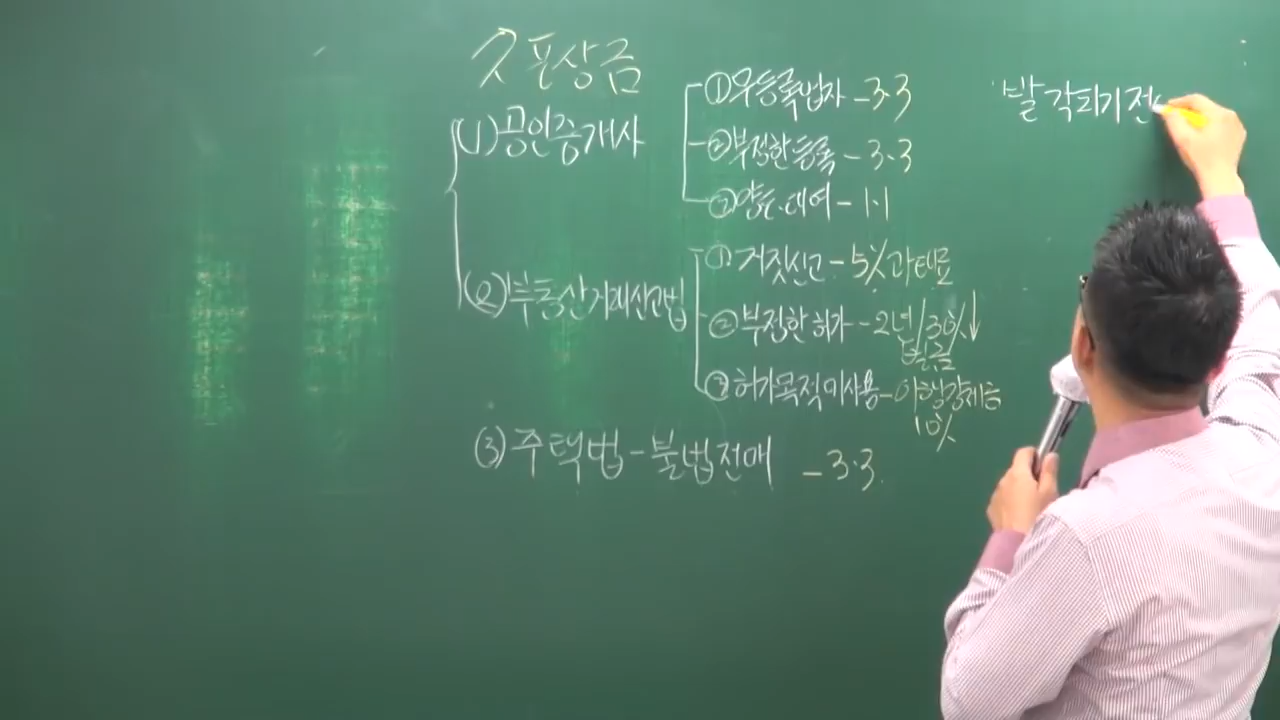 7 포상금
(1) 공인중개사
① 무등록업자 - 3·3
② 부정한등록 - 3·3
③ 양도·대여 - 1·1
(2) 부동산거래신고법
① 거짓신고 - 5% 과태료
② 부정한허가 - 2년/30%↓
벌금
③ 허가목적미사용 - 이행강제금
10%
(3) 주택법 - 불법전매 - 3·3
발각되기전